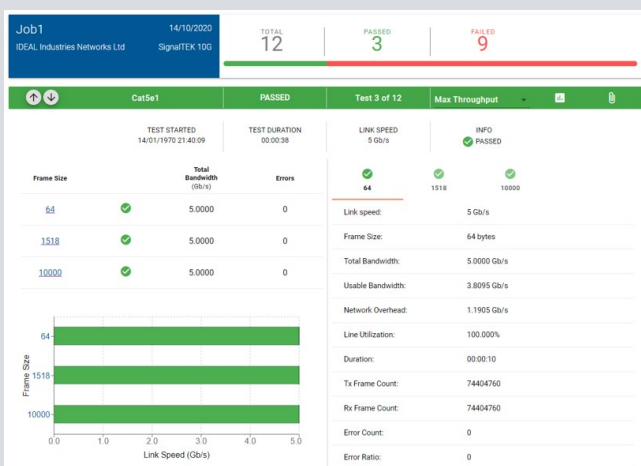 Job1 14/10/2020
IDEAL Industries Networks Ltd SignalTEK 10G
TOTAL
12
PASSED
3
FAILED
9
Cat5e1 PASSED Test 3 of 12 Max Throughput
TEST STARTED
14/01/1970 21:40:09
TEST DURATION
00:00:38
LINK SPEED
5 Gb/s
INFO
PASSED
Frame Size Total Bandwidth (Gb/s) Errors
64 5.0000 0
1518 5.0000 0
10000 5.0000 0
Frame Size
64
1518
10000
0.0 1.0 2.0 3.0 4.0 5.0
Link Speed (Gb/s)
64 1518 10000
Link speed: 5 Gb/s
Frame Size: 64 bytes
Total Bandwidth: 5.0000 Gb/s
Usable Bandwidth: 3.8095 Gb/s
Network Overhead: 1.1905 Gb/s
Line Utilization: 100.000%
Duration: 00:00:10
Tx Frame Count: 74404760
Rx Frame Count: 74404760
Error Count: 0
Error Ratio: 0